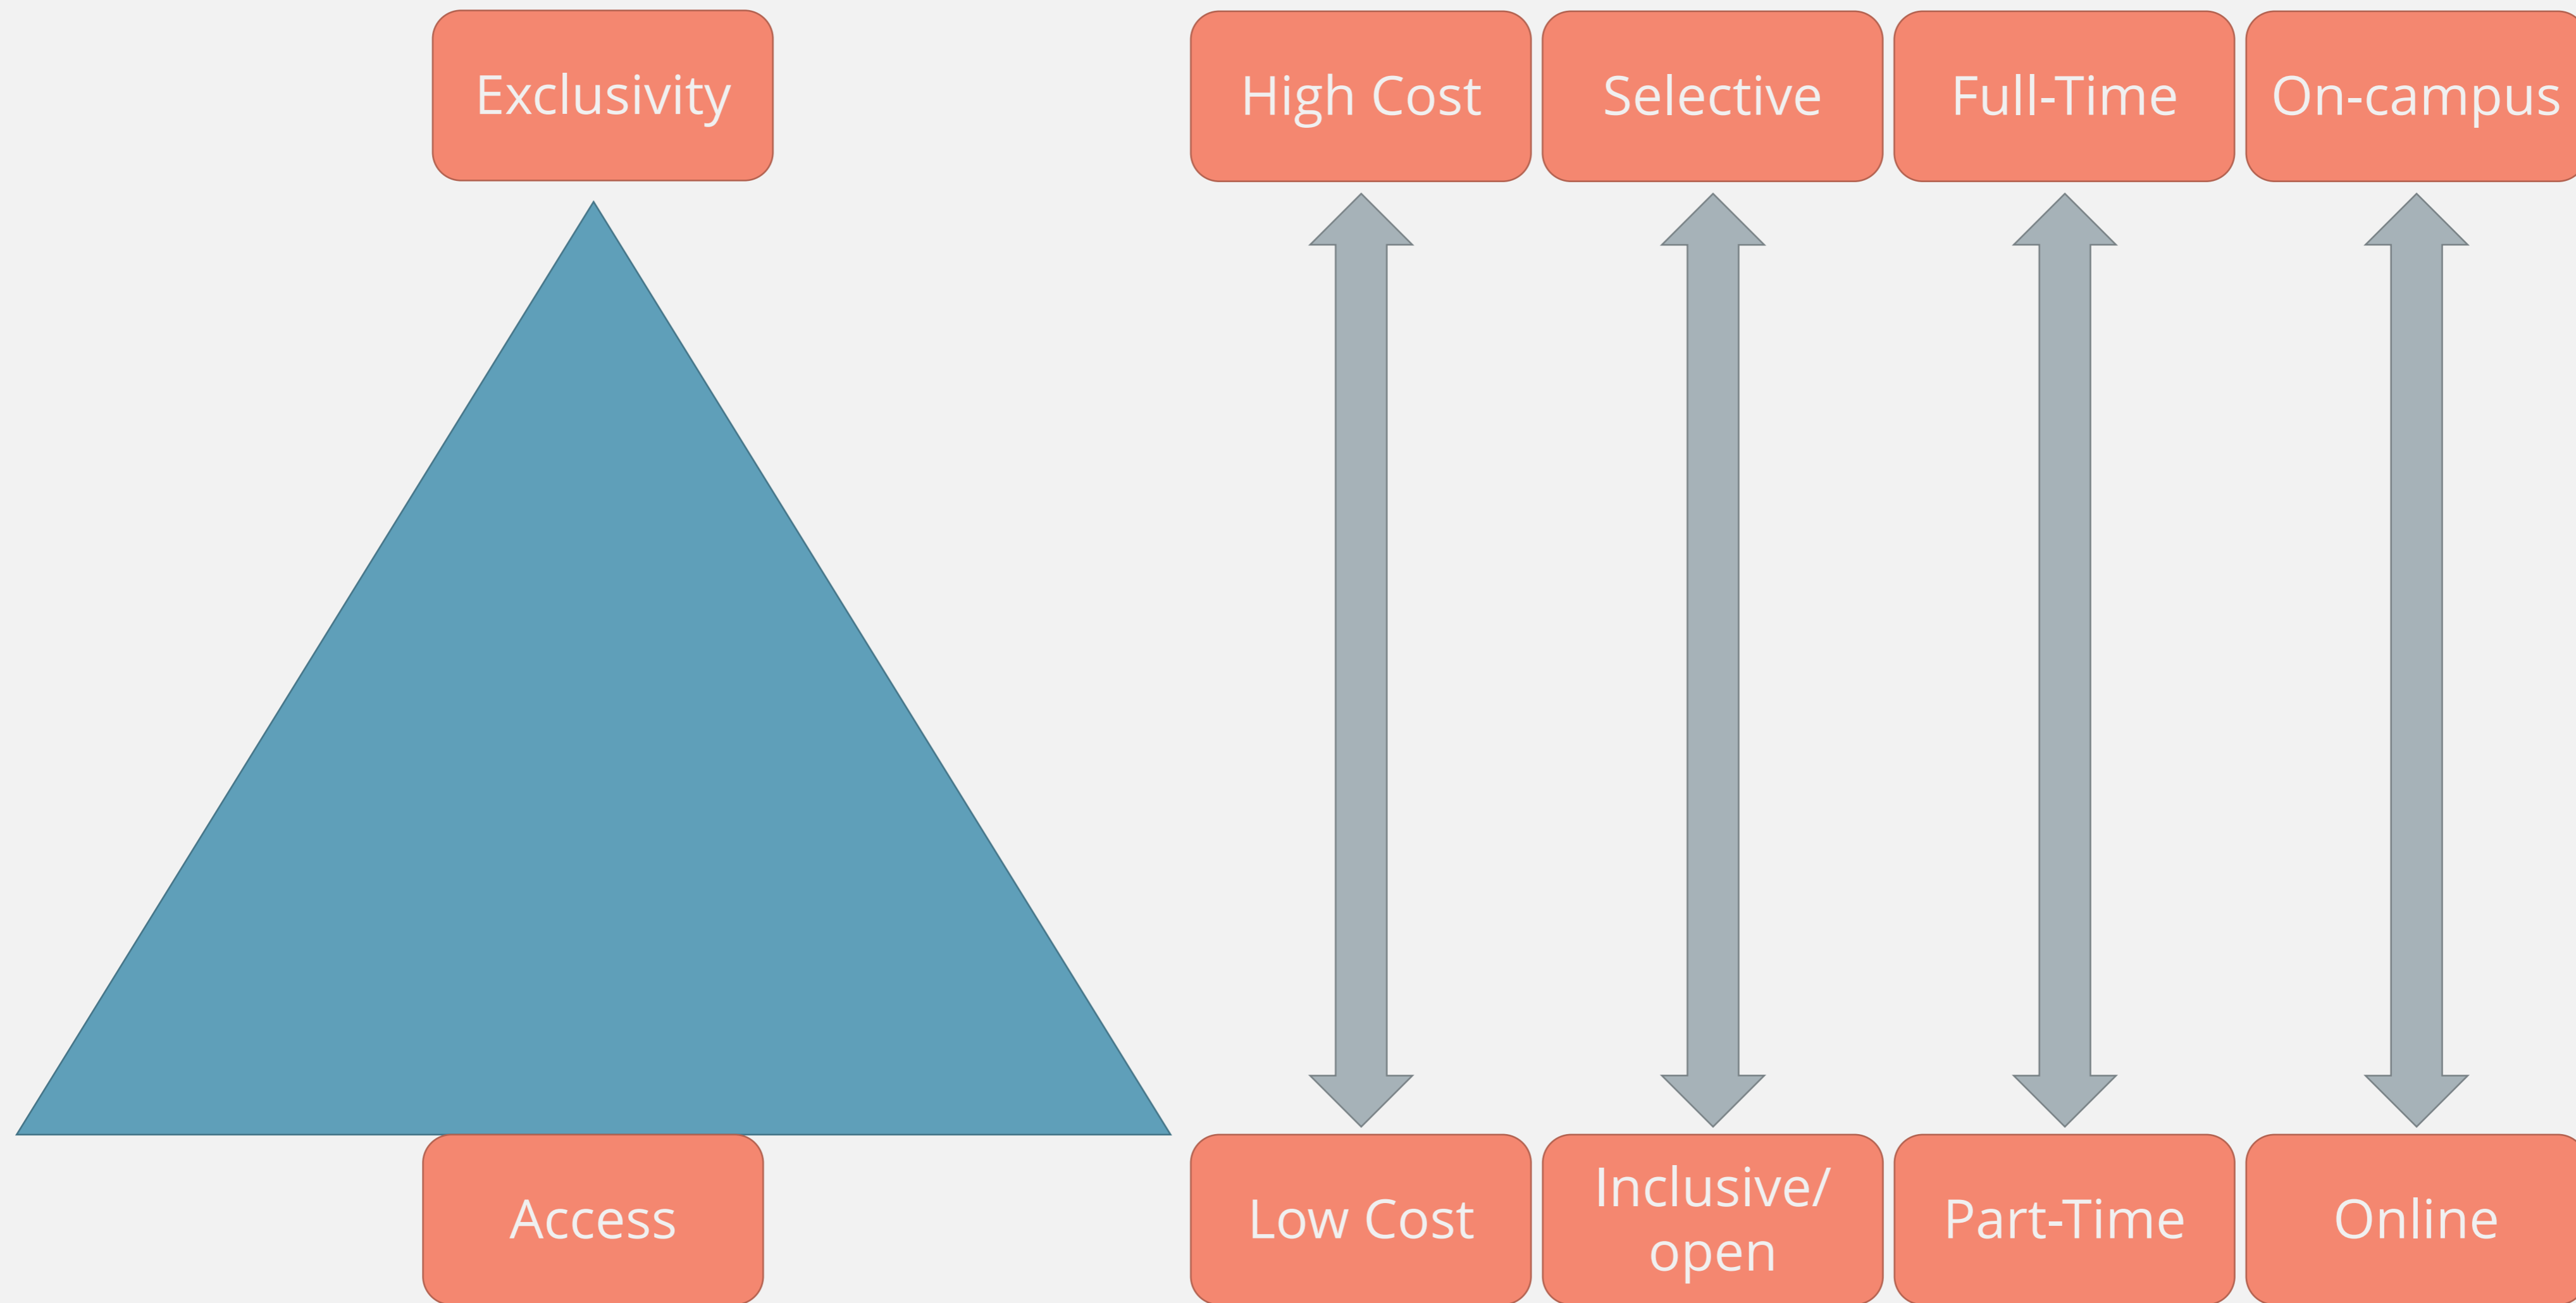 Exclusivity
High Cost
Selective
Full-Time
On-campus
Access
Low Cost
Inclusive/
open
Part-Time
Online